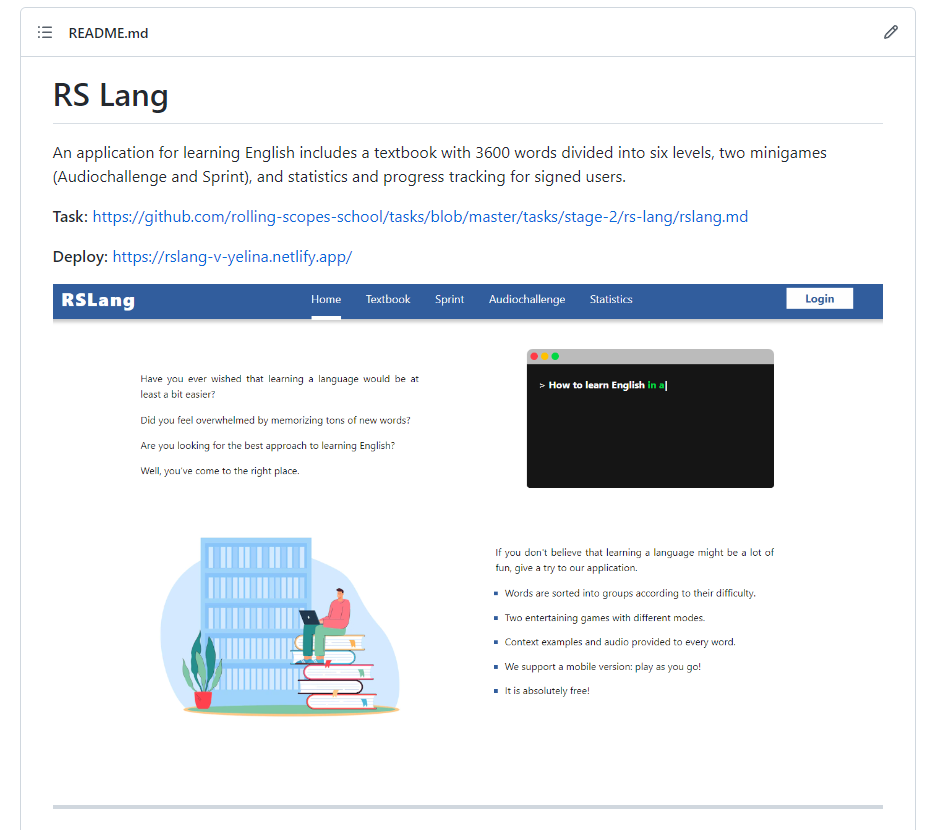 README.md
RS Lang
An application for learning English includes a textbook with 3600 words divided into six levels, two minigames
(Audiochallenge and Sprint), and statistics and progress tracking for signed users.
Task: https://github.com/rolling-scopes-school/tasks/blob/master/tasks/stage-2/rs-lang/rslang.md
Deploy: https://rslang-v-yelina.netlify.app/
RSLang Home Textbook Sprint Audiochallenge Statistics Login
Have you ever wished that learning a language would be at
least a bit easier?
Did you feel overwhelmed by memorizing tons of new words?
Are you looking for the best approach to learning English?
Well, you've come to the right place.
> How to learn English in a|
If you don't believe that learning a language might be a lot of
fun, give a try to our application.
Words are sorted into groups according to their difficulty.
Two entertaining games with different modes.
Context examples and audio provided to every word.
We support a mobile version: play as you go!
It is absolutely free!